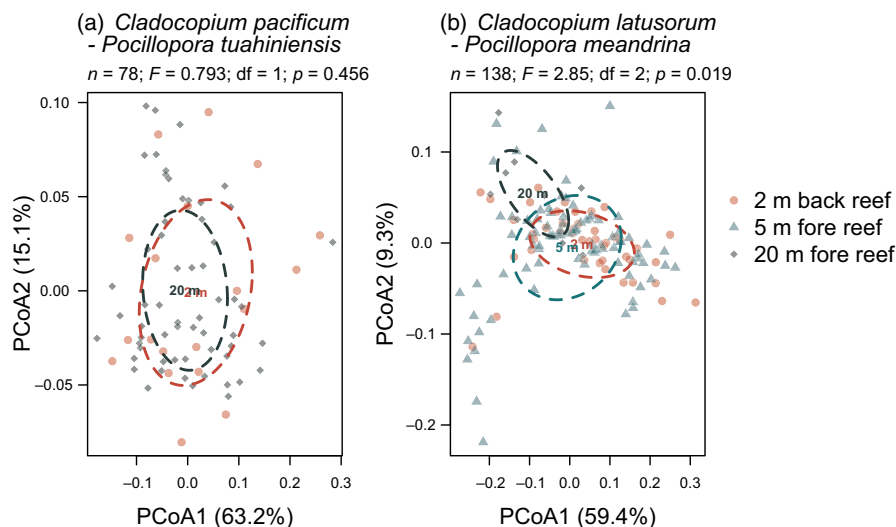 (a) Cladocopium pacificum
- Pocillopora tuahiniensis
n = 78; F = 0.793; df = 1; p = 0.456
0.10
0.05
0.00
−0.05
PCoA2 (15.1%)
20 m
2 m
−0.1
0.0
0.1
0.2
0.3
PCoA1 (63.2%)
(b) Cladocopium latusorum
- Pocillopora meandrina
n = 138; F = 2.85; df = 2; p = 0.019
0.1
0.0
−0.1
−0.2
PCoA2 (9.3%)
20 m
5 m
2 m
−0.2
−0.1
0.0
0.1
0.2
0.3
PCoA1 (59.4%)
2 m back reef
5 m fore reef
20 m fore reef